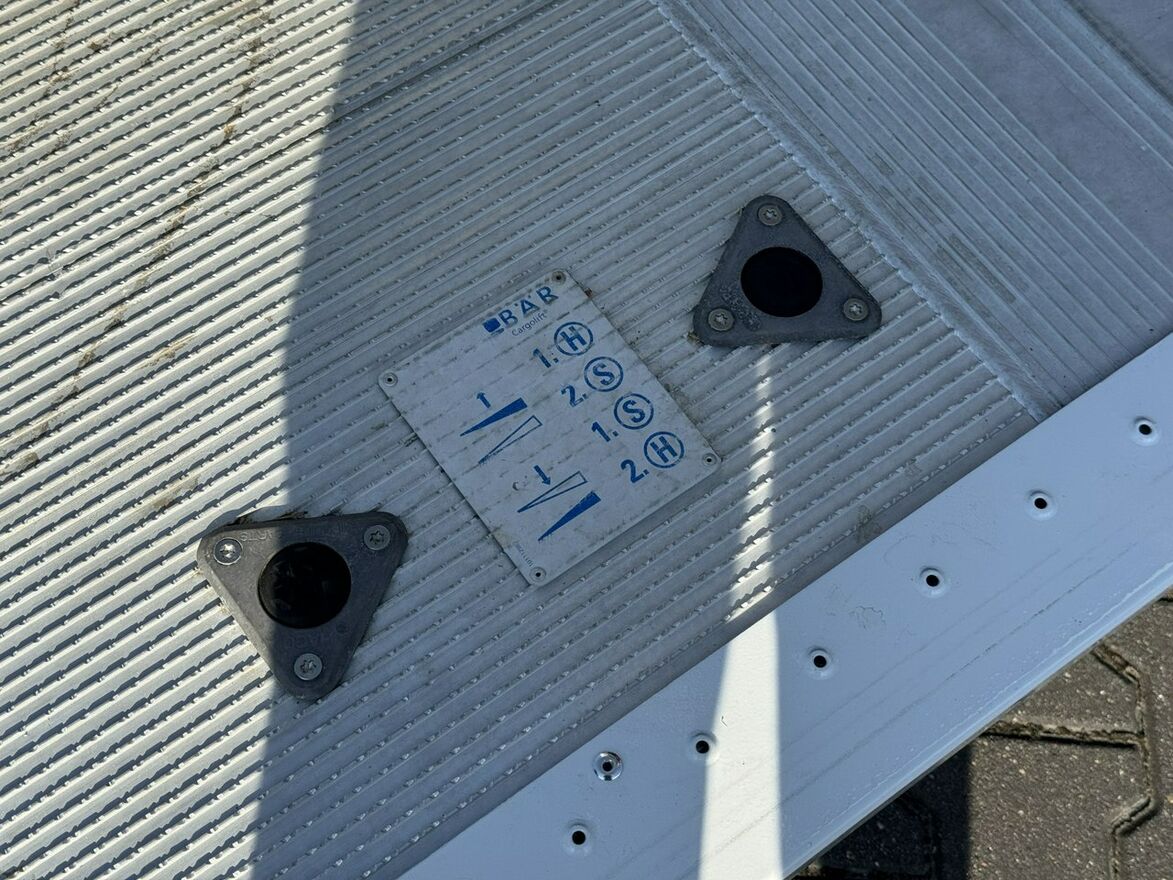 BÄR
Cargolift®
1. H
2. S
1. S
2. H